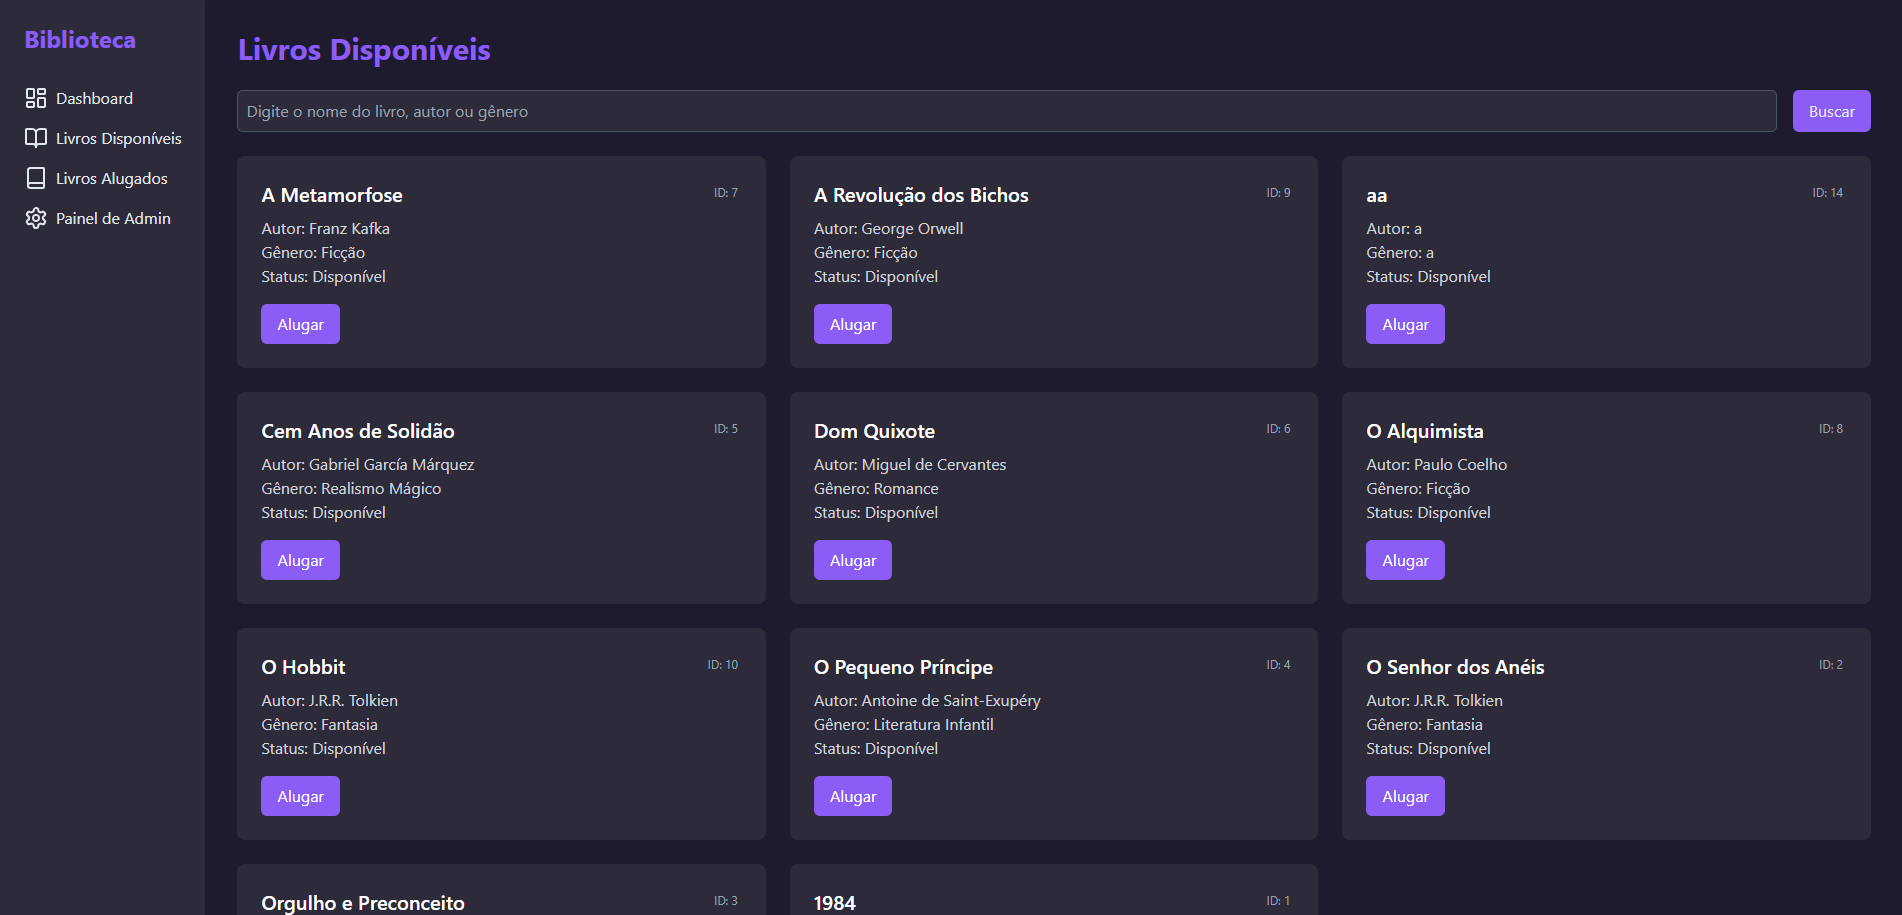 Biblioteca
Dashboard
Livros Disponíveis
Livros Alugados
Painel de Admin
Livros Disponíveis
Digite o nome do livro, autor ou gênero
Buscar
A Metamorfose
ID: 7
Autor: Franz Kafka
Gênero: Ficção
Status: Disponível
Alugar
A Revolução dos Bichos
ID: 9
Autor: George Orwell
Gênero: Ficção
Status: Disponível
Alugar
aa
ID: 14
Autor: a
Gênero: a
Status: Disponível
Alugar
Cem Anos de Solidão
ID: 5
Autor: Gabriel García Márquez
Gênero: Realismo Mágico
Status: Disponível
Alugar
Dom Quixote
ID: 6
Autor: Miguel de Cervantes
Gênero: Romance
Status: Disponível
Alugar
O Alquimista
ID: 8
Autor: Paulo Coelho
Gênero: Ficção
Status: Disponível
Alugar
O Hobbit
ID: 10
Autor: J.R.R. Tolkien
Gênero: Fantasia
Status: Disponível
Alugar
O Pequeno Príncipe
ID: 4
Autor: Antoine de Saint-Exupéry
Gênero: Literatura Infantil
Status: Disponível
Alugar
O Senhor dos Anéis
ID: 2
Autor: J.R.R. Tolkien
Gênero: Fantasia
Status: Disponível
Alugar
Orgulho e Preconceito
ID: 3
1984
ID: 1